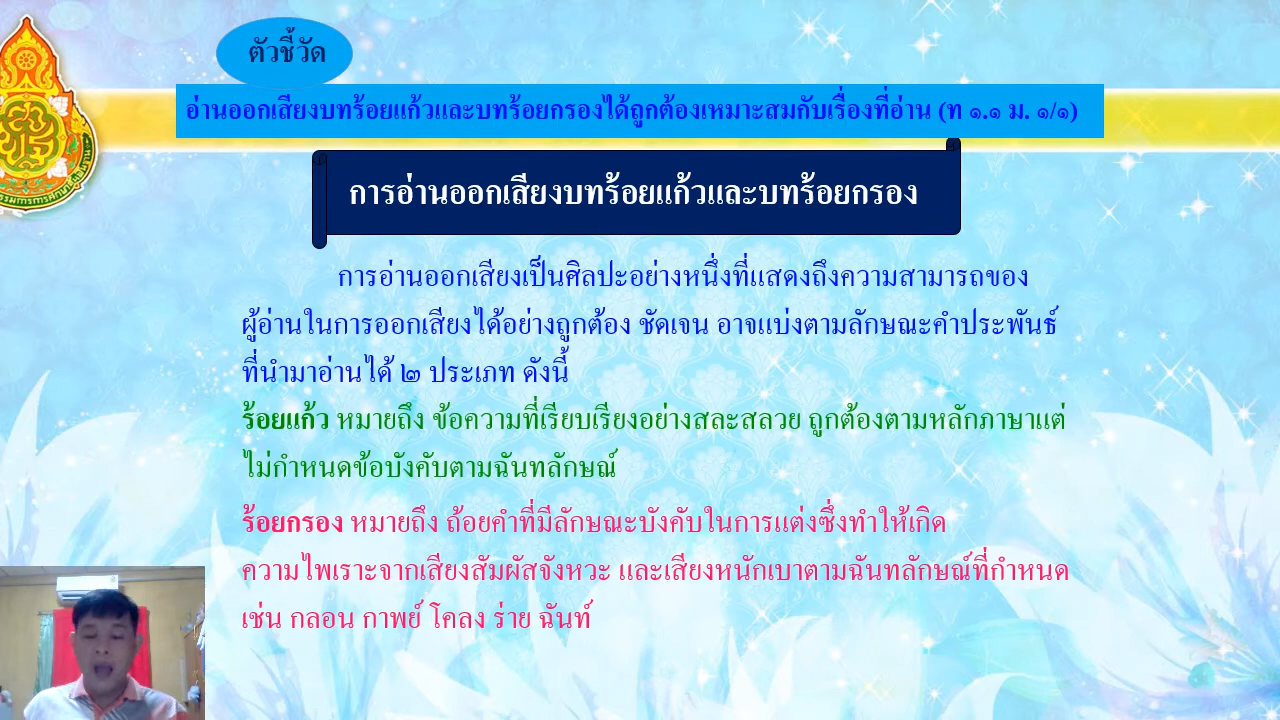 ตัวชี้วัด
อ่านออกเสียงบทร้อยแก้วและบทร้อยกรองได้ถูกต้องเหมาะสมกับเรื่องที่อ่าน (ท ๑.๑ ม. ๑/๑)
การอ่านออกเสียงบทร้อยแก้วและบทร้อยกรอง
การอ่านออกเสียงเป็นศิลปะอย่างหนึ่งที่แสดงถึงความสามารถของ
ผู้อ่านในการออกเสียงได้อย่างถูกต้อง ชัดเจน อาจแบ่งตามลักษณะคำประพันธ์
ที่นำมาอ่านได้ ๒ ประเภท ดังนี้
ร้อยแก้ว หมายถึง ข้อความที่เรียบเรียงอย่างสละสลวย ถูกต้องตามหลักภาษาแต่
ไม่กำหนดข้อบังคับตามฉันทลักษณ์
ร้อยกรอง หมายถึง ถ้อยคำที่มีลักษณะบังคับในการแต่งซึ่งทำให้เกิด
ความไพเราะจากเสียงสัมผัสจังหวะ และเสียงหนักเบาตามฉันทลักษณ์ที่กำหนด
เช่น กลอน กาพย์ โคลง ร่าย ฉันท์